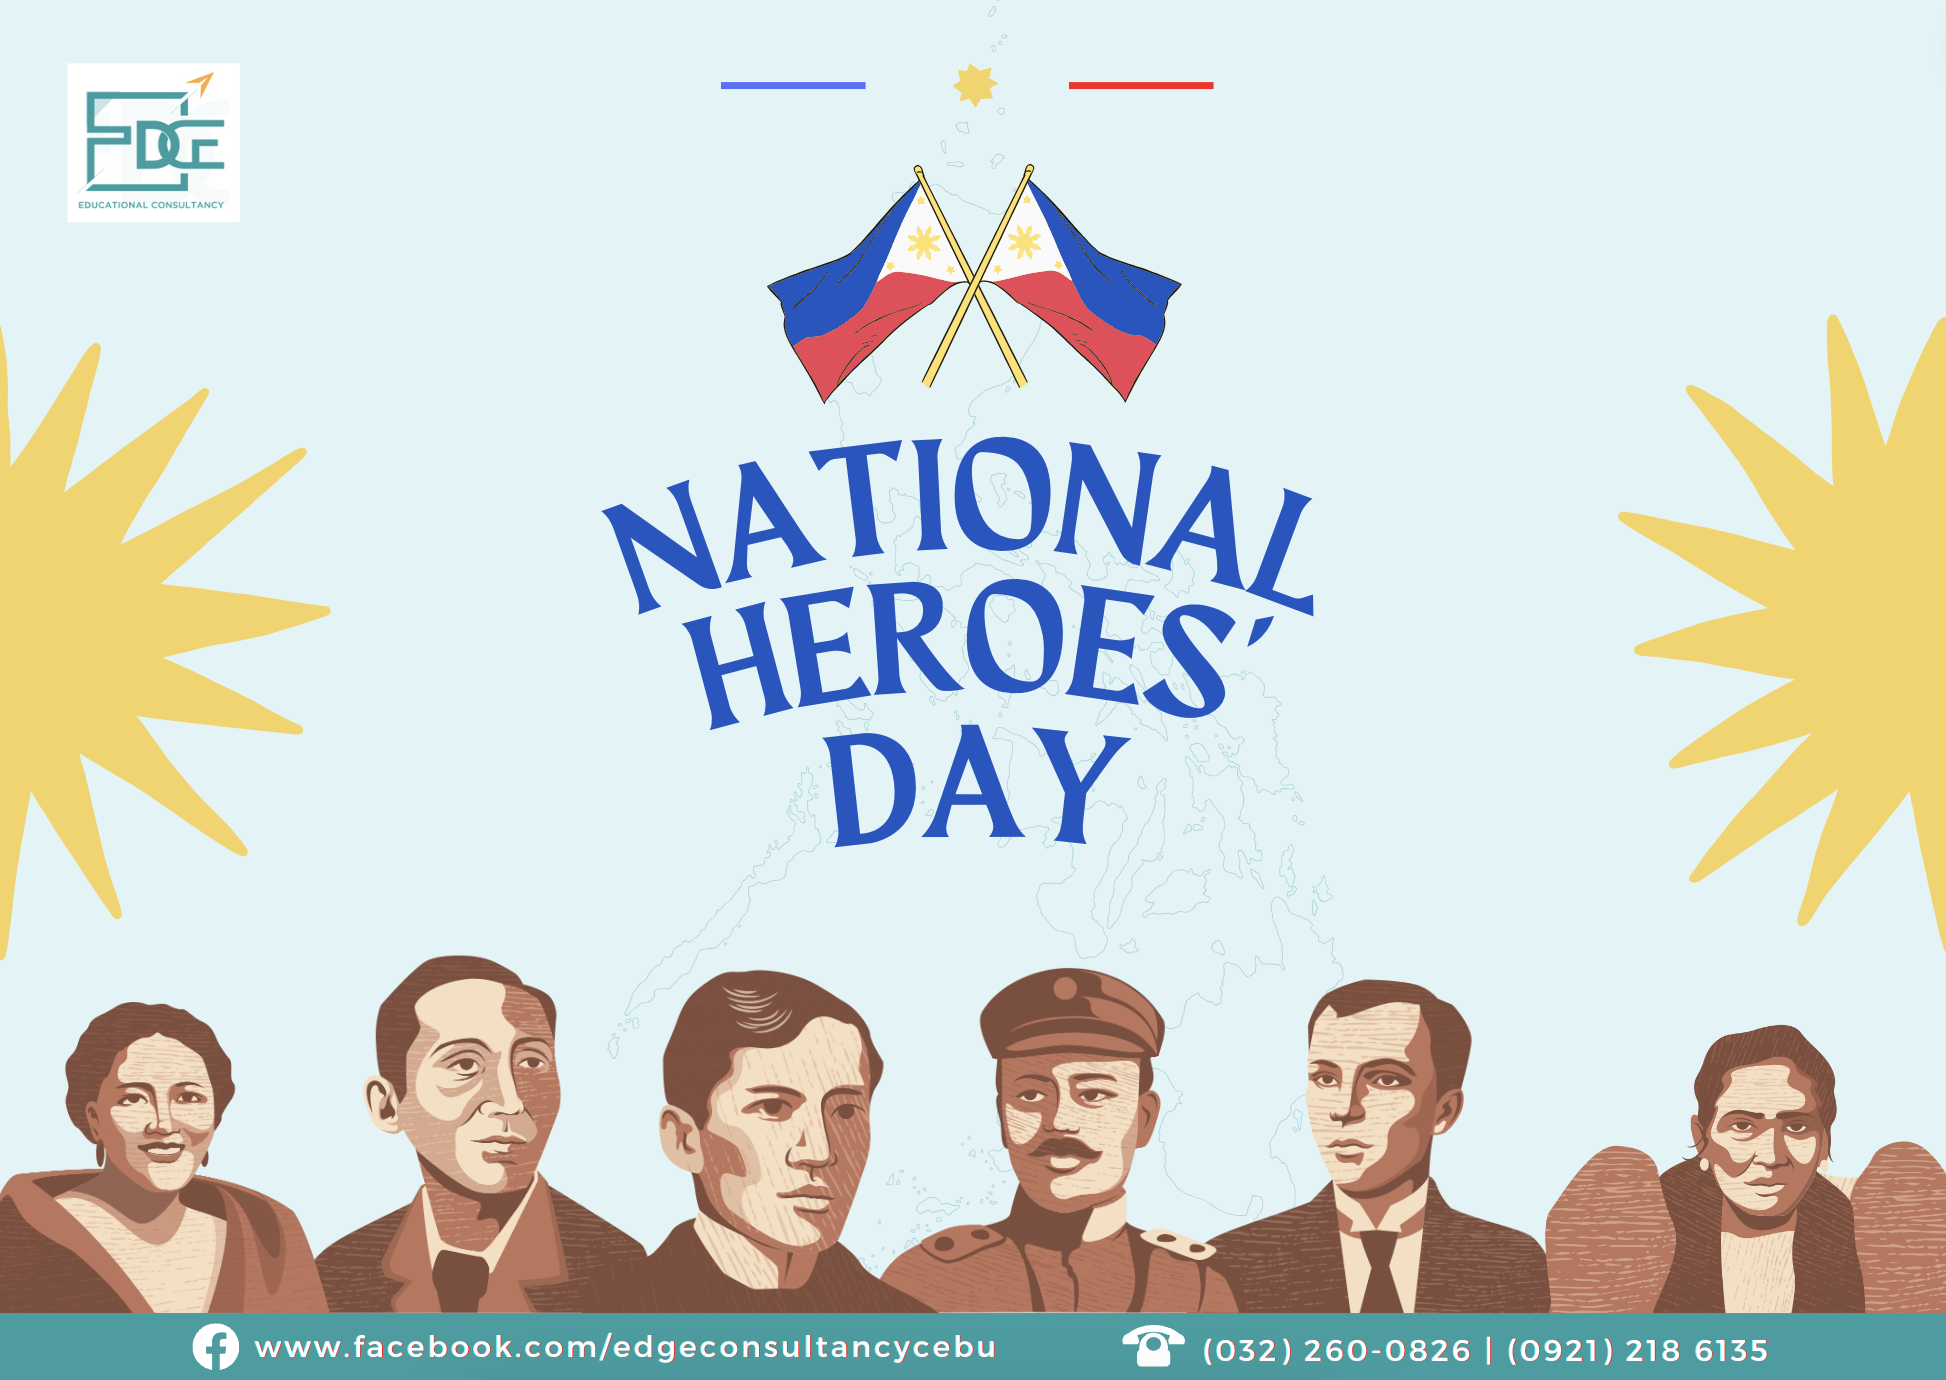 EDGE
EDUCATIONAL CONSULTANCY
NATIONAL
HEROES'
DAY
www.facebook.com/edgeconsultancycebu
(032) 260-0826 | (0921) 218 6135